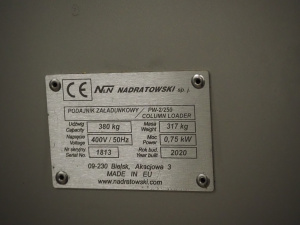 CE NN NADRATOWSKI sp. j.
PODAJNIK ZAŁADUNKOWY / PW-2/250
COLUMN LOADER
Udźwig Capacity 380 kg Masa Weight 317 kg
Napięcie Voltage 400V / 50Hz Moc Power 0,75 kW
Nr seryjny Serial No. 1813 Rok bud. Year built 2020
09-230 Bielsk, Akacjowa 3
MADE IN EU
www.nadratowski.com